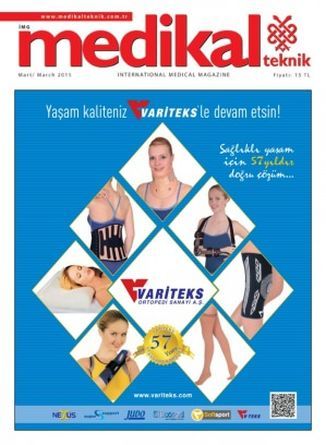 www.medikalteknik.com.tr
İMG
medikal
teknik
Mart/ March 2015
INTERNATIONAL MEDICAL MAGAZINE
Fiyatı: 15 TL
Yaşam kaliteniz VARİTEKS'le devam etsin!
Sağlıklı yaşam
için 57 yıldır
doğru çözüm...
VARİTEKS
ORTOPEDİ SANAYİ A.Ş.
57
www.variteks.com
NEXUS support JUDO Softsport